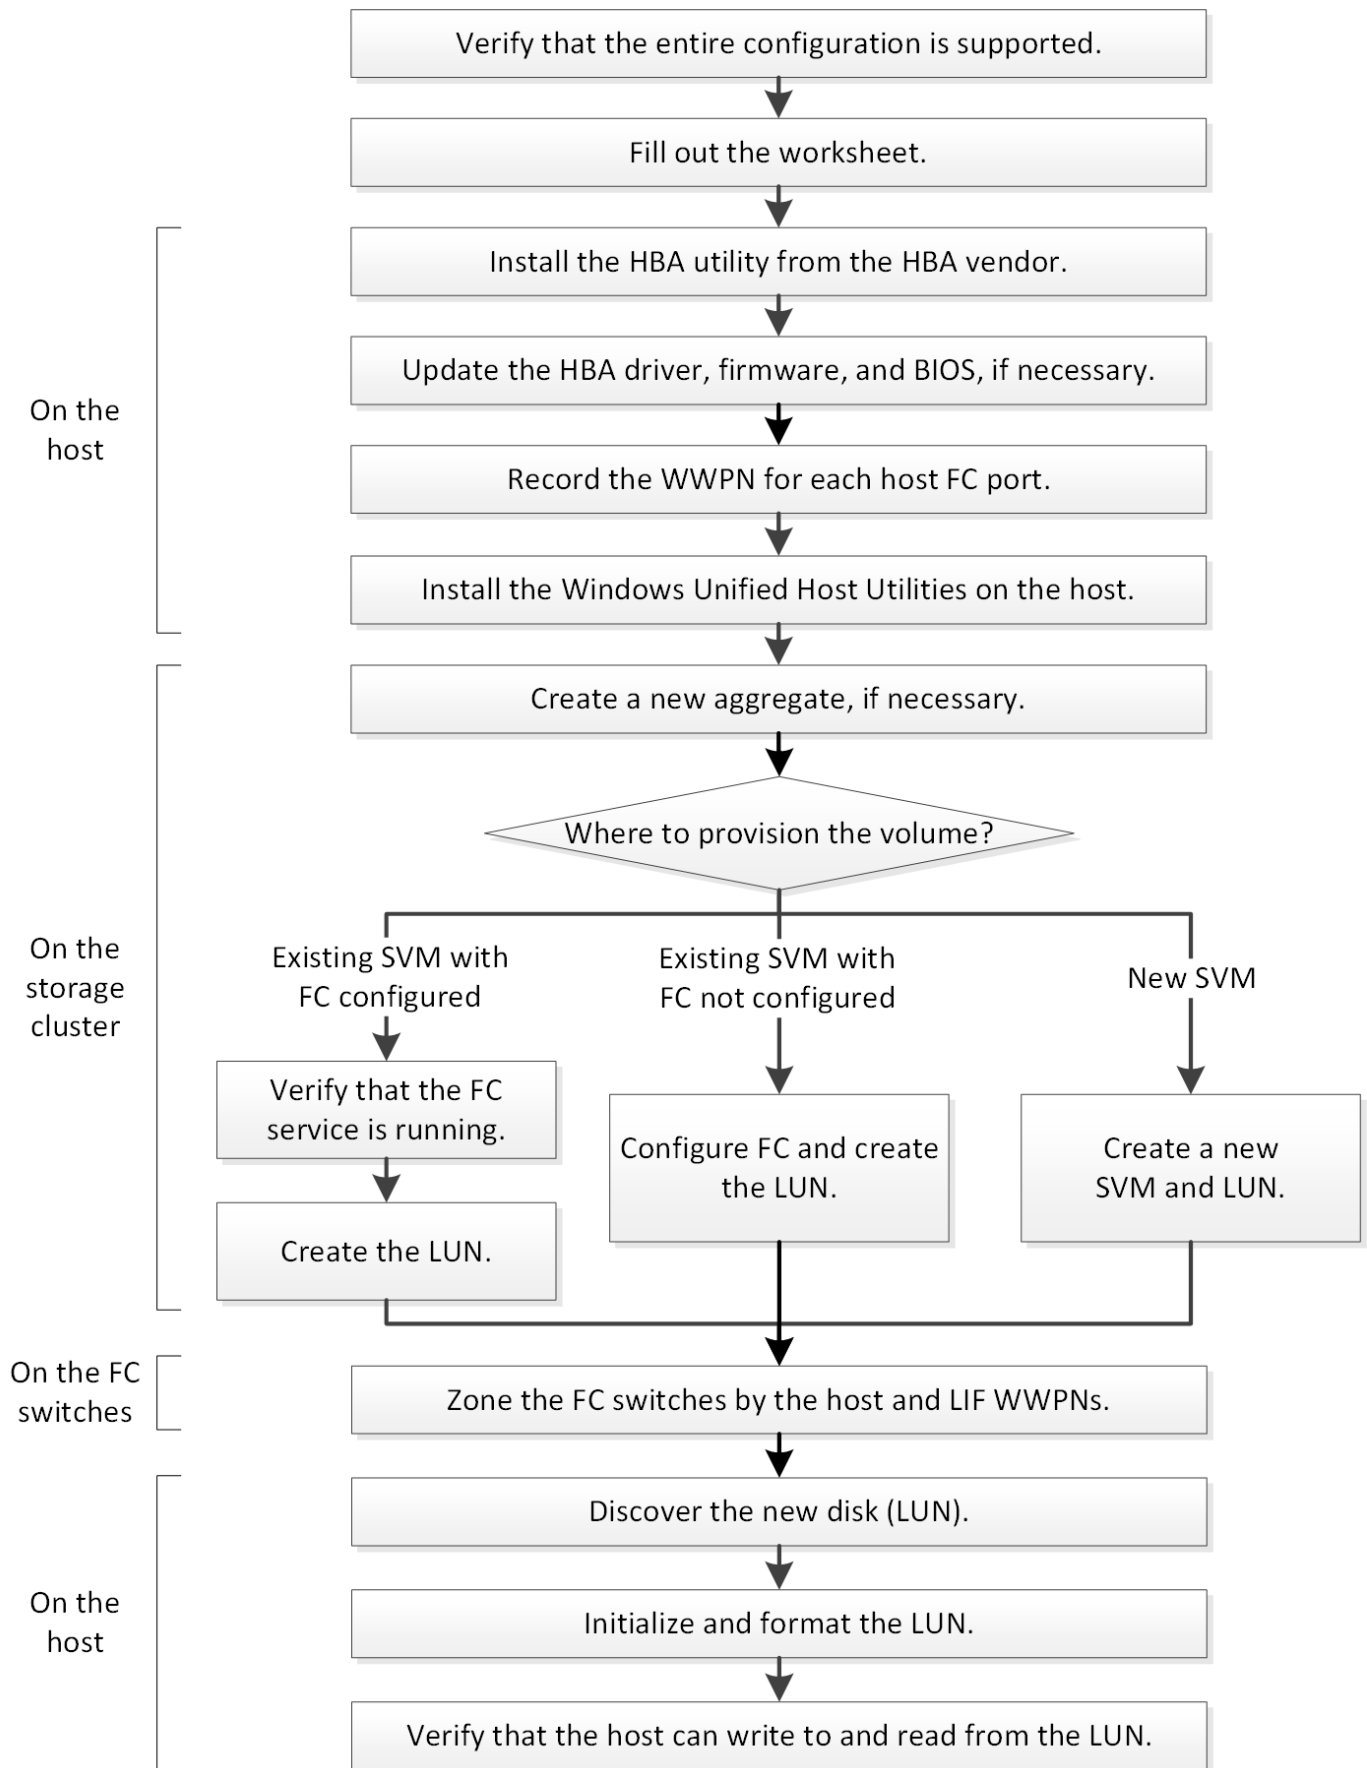 Verify that the entire configuration is supported.
Fill out the worksheet.
On the
host
Install the HBA utility from the HBA vendor.
Update the HBA driver, firmware, and BIOS, if necessary.
Record the WWPN for each host FC port.
Install the Windows Unified Host Utilities on the host.
On the
storage
cluster
Create a new aggregate, if necessary.
Where to provision the volume?
Existing SVM with
FC configured
Verify that the FC
service is running.
Create the LUN.
Existing SVM with
FC not configured
Configure FC and create
the LUN.
New SVM
Create a new
SVM and LUN.
On the FC
switches
Zone the FC switches by the host and LIF WWPNs.
On the
host
Discover the new disk (LUN).
Initialize and format the LUN.
Verify that the host can write to and read from the LUN.